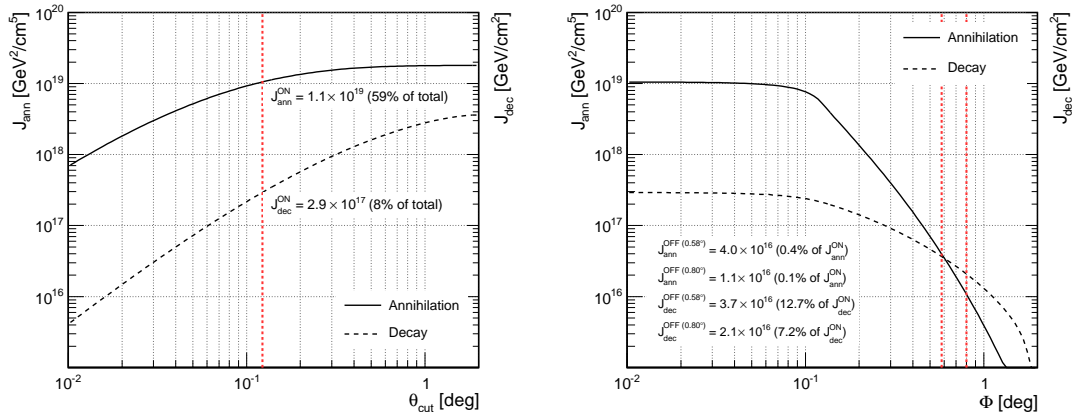 10^20
10^19
10^18
10^17
10^16
J_ann [GeV^2/cm^5]
J_dec [GeV/cm^2]
J_ann^ON = 1.1 × 10^19 (59% of total)
J_dec^ON = 2.9 × 10^17 (8% of total)
Annihilation
Decay
10^-2
10^-1
1
θ_cut [deg]
10^20
10^19
10^18
10^17
10^16
J_ann [GeV^2/cm^5]
J_dec [GeV/cm^2]
Annihilation
Decay
J_ann^OFF (0.58°) = 4.0 × 10^16 (0.4% of J_ann^ON)
J_ann^OFF (0.80°) = 1.1 × 10^16 (0.1% of J_ann^ON)
J_dec^OFF (0.58°) = 3.7 × 10^16 (12.7% of J_dec^ON)
J_dec^OFF (0.80°) = 2.1 × 10^16 (7.2% of J_dec^ON)
10^-2
10^-1
1
Φ [deg]